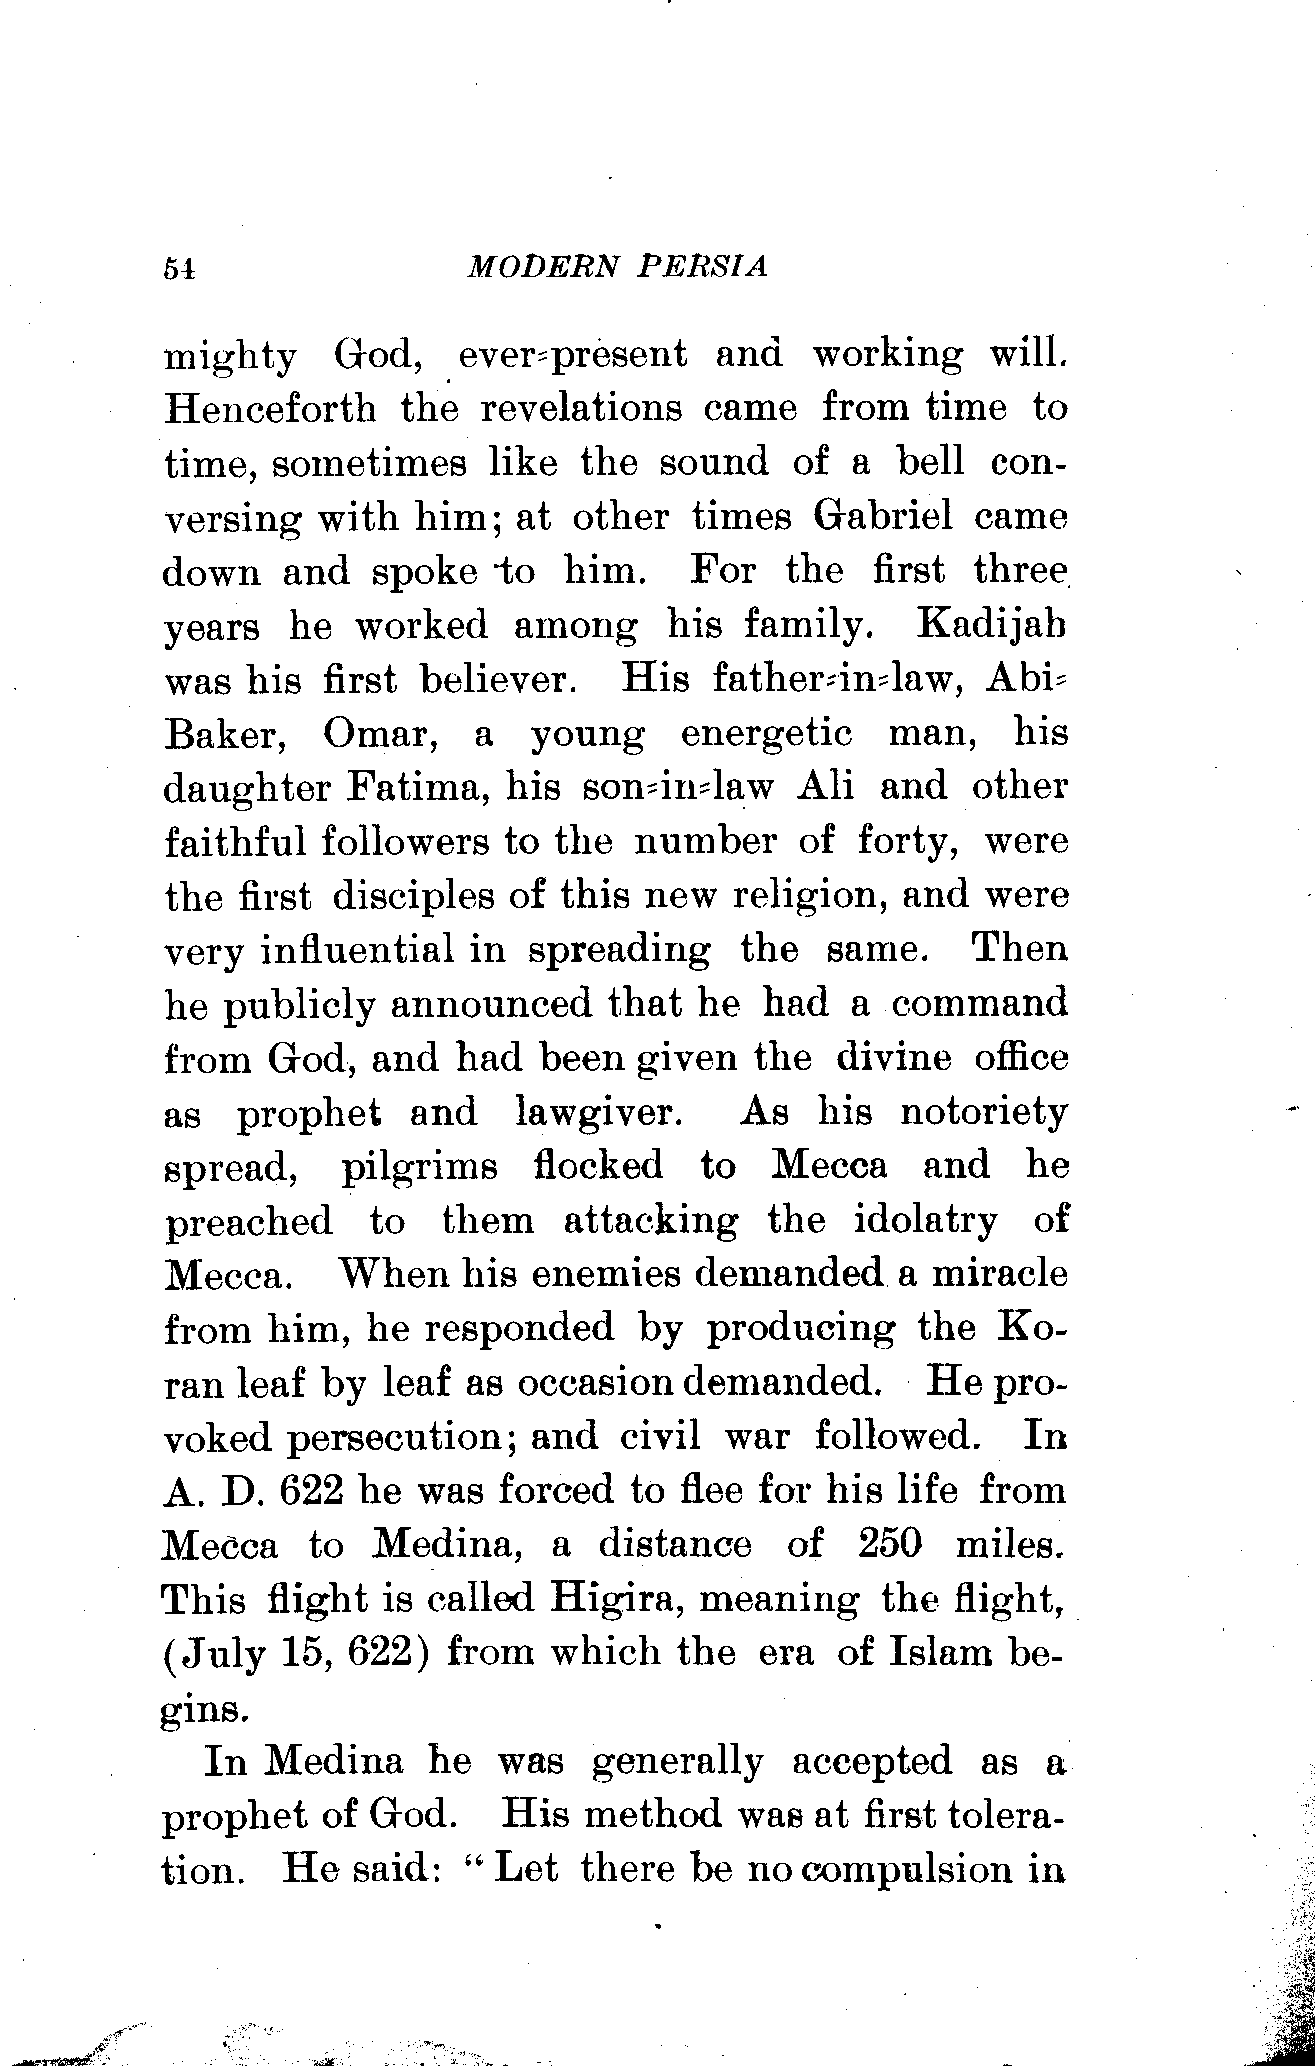 54 MODERN PERSIA
mighty God, ever-present and working will.
Henceforth the revelations came from time to
time, sometimes like the sound of a bell con-
versing with him; at other times Gabriel came
down and spoke to him. For the first three
years he worked among his family. Kadijah
was his first believer. His father-in-law, Abi-
Baker, Omar, a young energetic man, his
daughter Fatima, his son-in-law Ali and other
faithful followers to the number of forty, were
the first disciples of this new religion, and were
very influential in spreading the same. Then
he publicly announced that he had a command
from God, and had been given the divine office
as prophet and lawgiver. As his notoriety
spread, pilgrims flocked to Mecca and he
preached to them attacking the idolatry of
Mecca. When his enemies demanded a miracle
from him, he responded by producing the Ko-
ran leaf by leaf as occasion demanded. He pro-
voked persecution; and civil war followed. In
A. D. 622 he was forced to flee for his life from
Mecca to Medina, a distance of 250 miles.
This flight is called Higira, meaning the flight,
(July 15, 622) from which the era of Islam be-
gins.
In Medina he was generally accepted as a
prophet of God. His method was at first tolera-
tion. He said: "Let there be no compulsion in